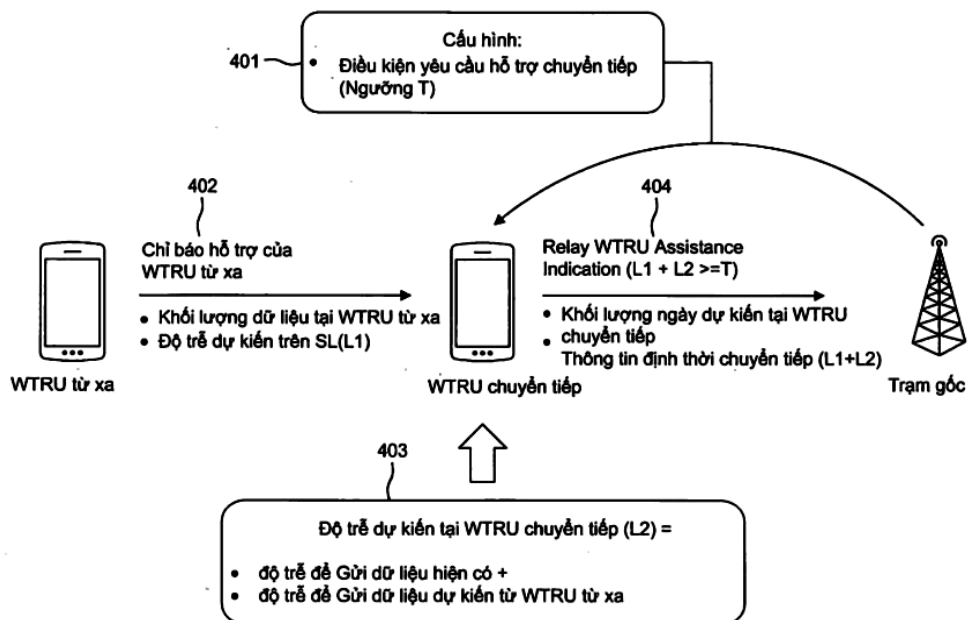 Cấu hình:
401
• Điều kiện yêu cầu hỗ trợ chuyển tiếp
(Ngưỡng T)
402
404
Chỉ báo hỗ trợ của
WTRU từ xa
Relay WTRU Assistance
Indication (L1 + L2 >=T)
• Khối lượng dữ liệu tại WTRU từ xa
• Độ trễ dự kiến trên SL(L1)
• Khối lượng ngày dự kiến tại WTRU
• chuyển tiếp
Thông tin định thời chuyển tiếp (L1+L2)
WTRU từ xa
WTRU chuyển tiếp
Trạm gốc
403
Độ trễ dự kiến tại WTRU chuyển tiếp (L2) =
• độ trễ để Gửi dữ liệu hiện có +
• độ trễ để Gửi dữ liệu dự kiến từ WTRU từ xa